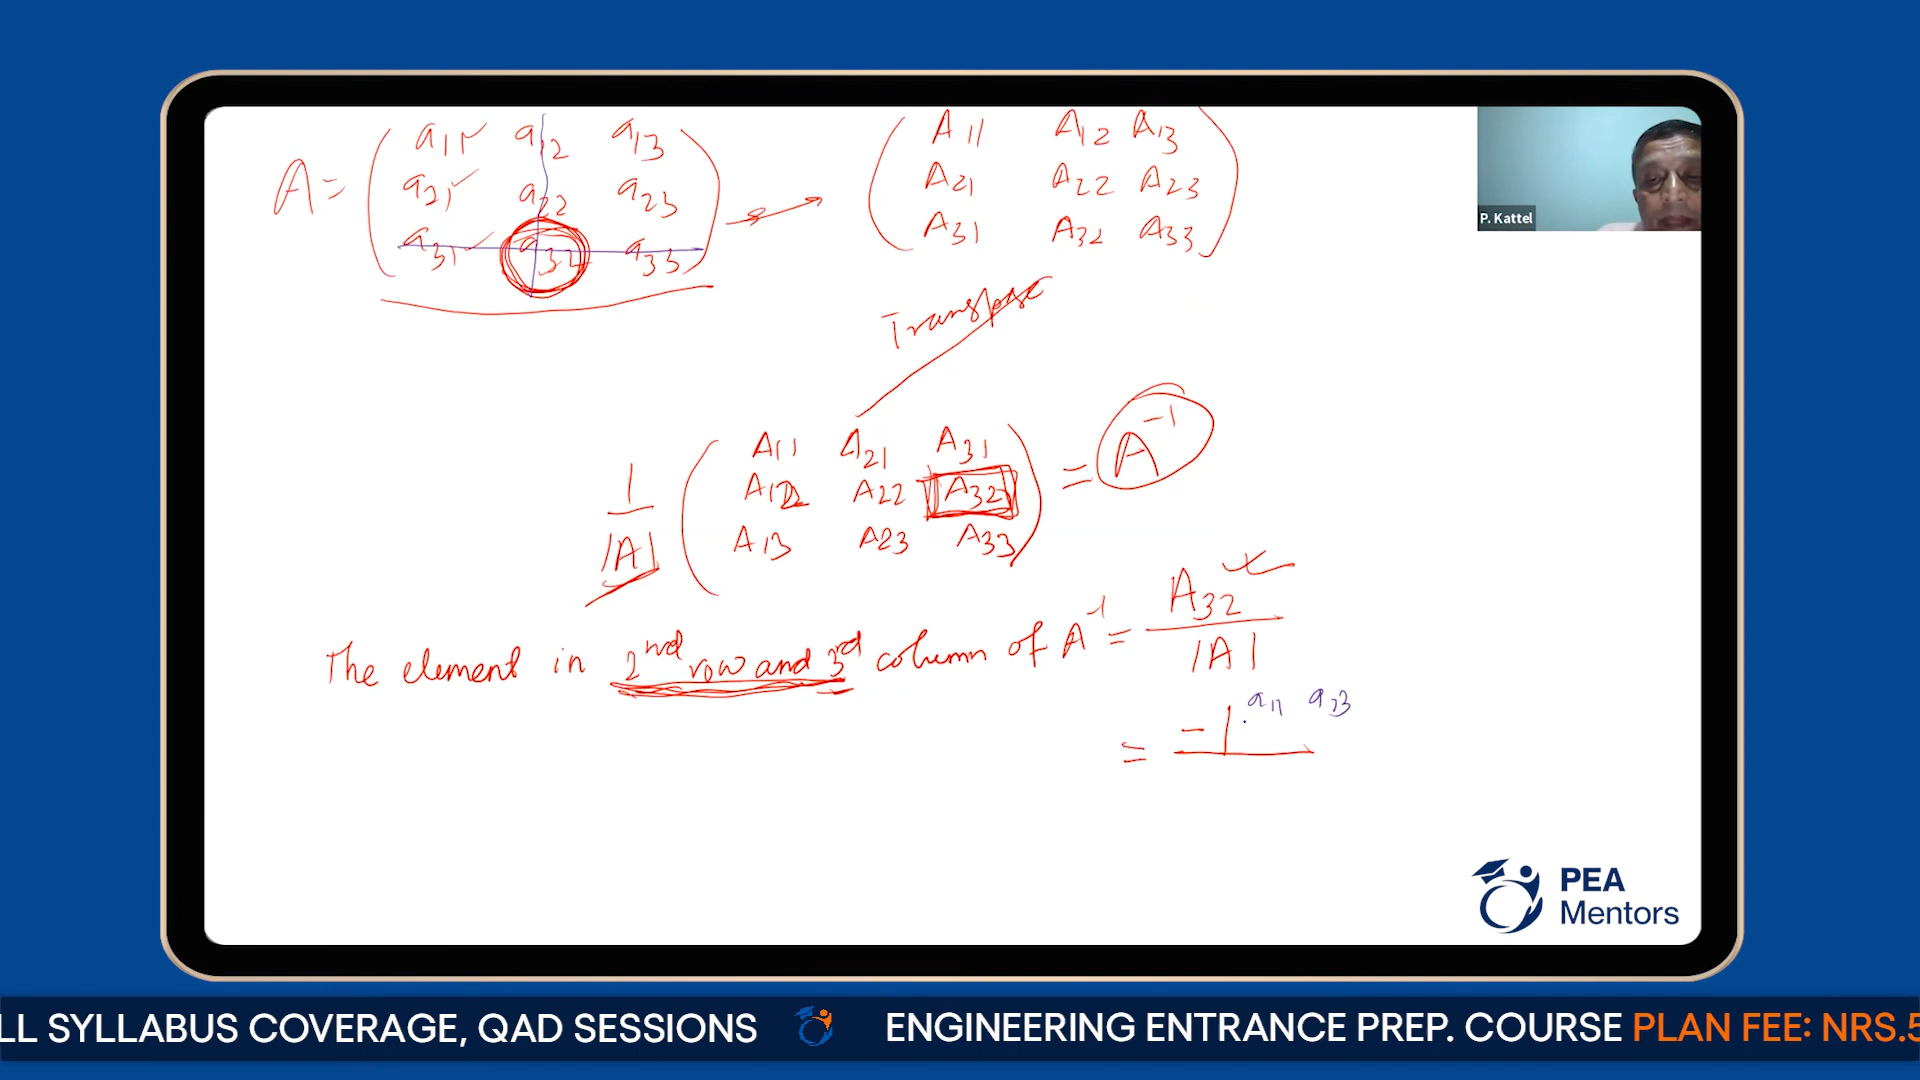 A = ( a11 a12 a13
a21 a22 a23
a31 a32 a33 ) →
( A11 A12 A13
A21 A22 A23
A31 A32 A33 )
P. Kattel
Transpose
1/|A| ( A11 A21 A31
A12 A22 A32
A13 A23 A33 ) = A⁻¹
The element in 2nd row and 3rd column of A⁻¹ = A32 / |A|
= -| a11 a13
PEA
Mentors
LL SYLLABUS COVERAGE, QAD SESSIONS ENGINEERING ENTRANCE PREP. COURSE PLAN FEE: NRS.5